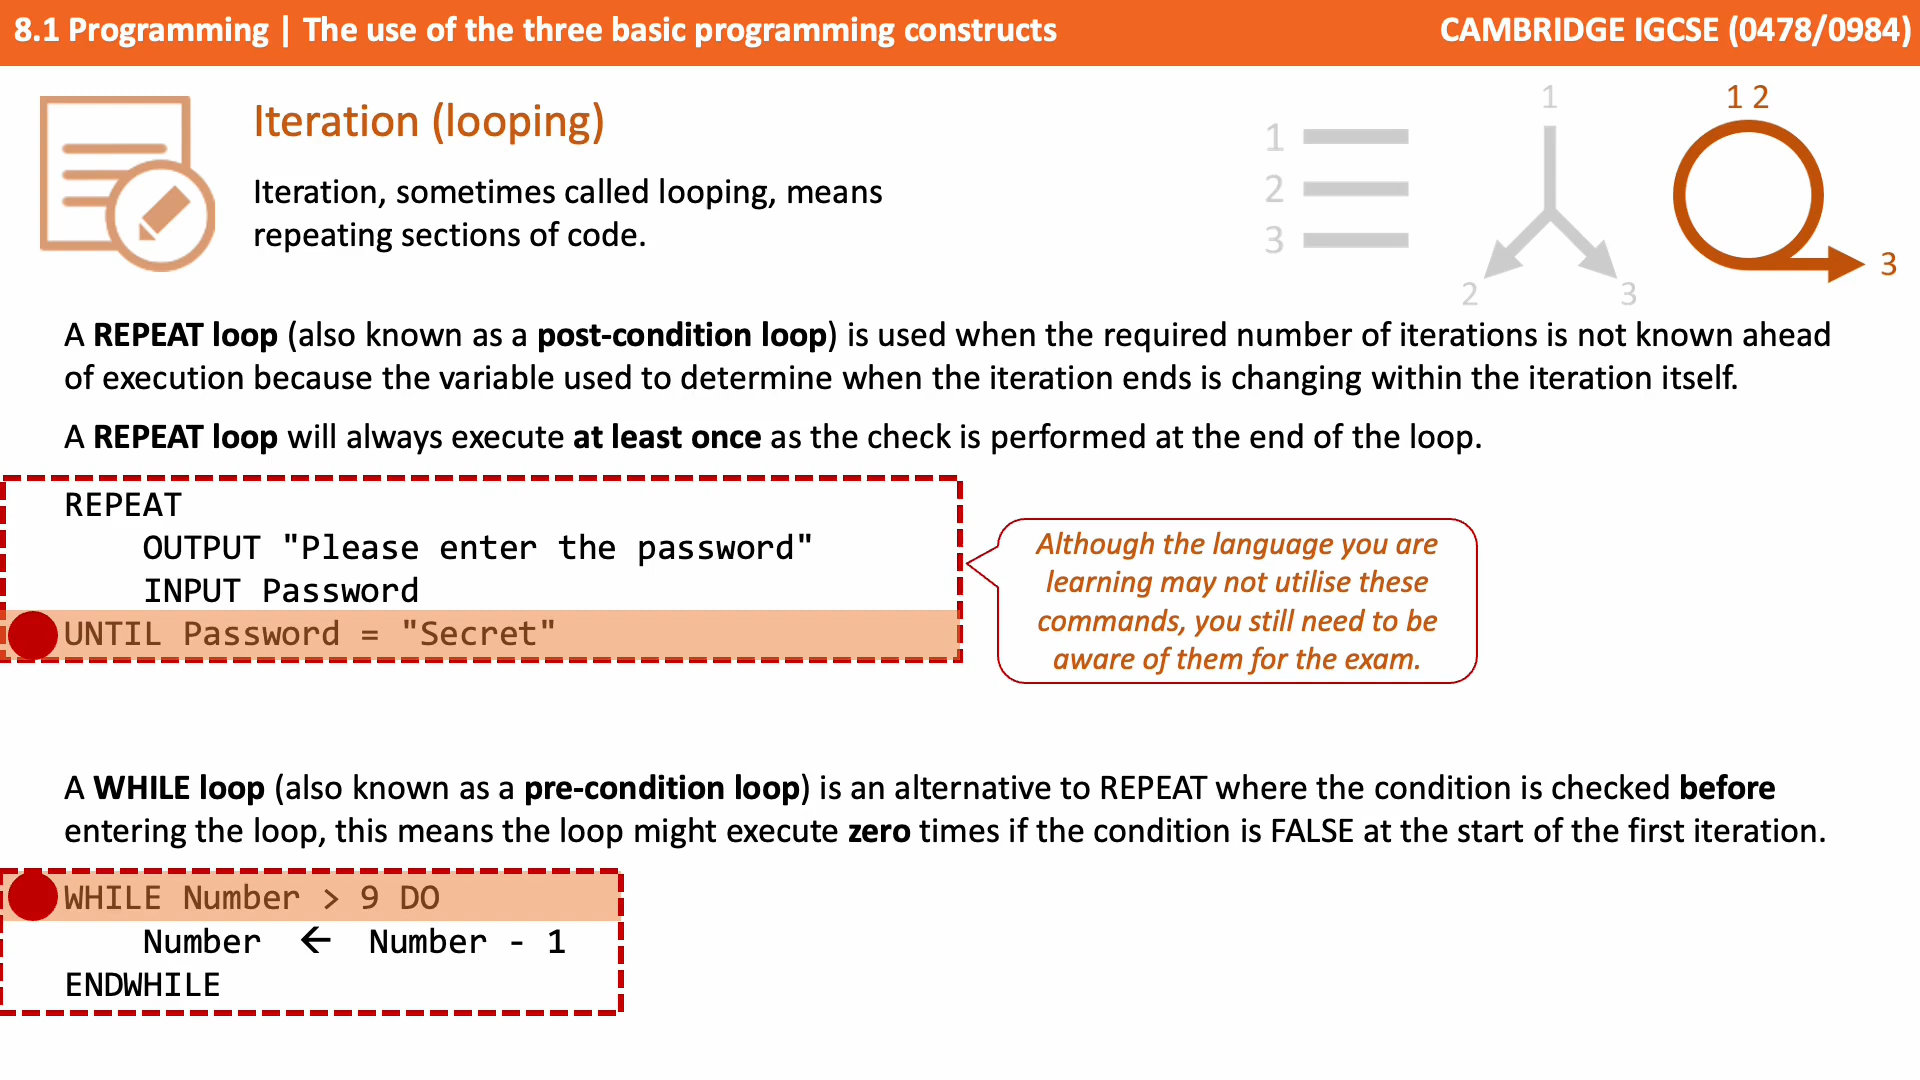 8.1 Programming | The use of the three basic programming constructs
CAMBRIDGE IGCSE (0478/0984)
Iteration (looping)
Iteration, sometimes called looping, means
repeating sections of code.
1
2
3
1
2
3
1 2
3
A REPEAT loop (also known as a post-condition loop) is used when the required number of iterations is not known ahead
of execution because the variable used to determine when the iteration ends is changing within the iteration itself.
A REPEAT loop will always execute at least once as the check is performed at the end of the loop.
REPEAT
OUTPUT "Please enter the password"
INPUT Password
UNTIL Password = "Secret"
Although the language you are
learning may not utilise these
commands, you still need to be
aware of them for the exam.
A WHILE loop (also known as a pre-condition loop) is an alternative to REPEAT where the condition is checked before
entering the loop, this means the loop might execute zero times if the condition is FALSE at the start of the first iteration.
WHILE Number > 9 DO
Number ← Number - 1
ENDWHILE